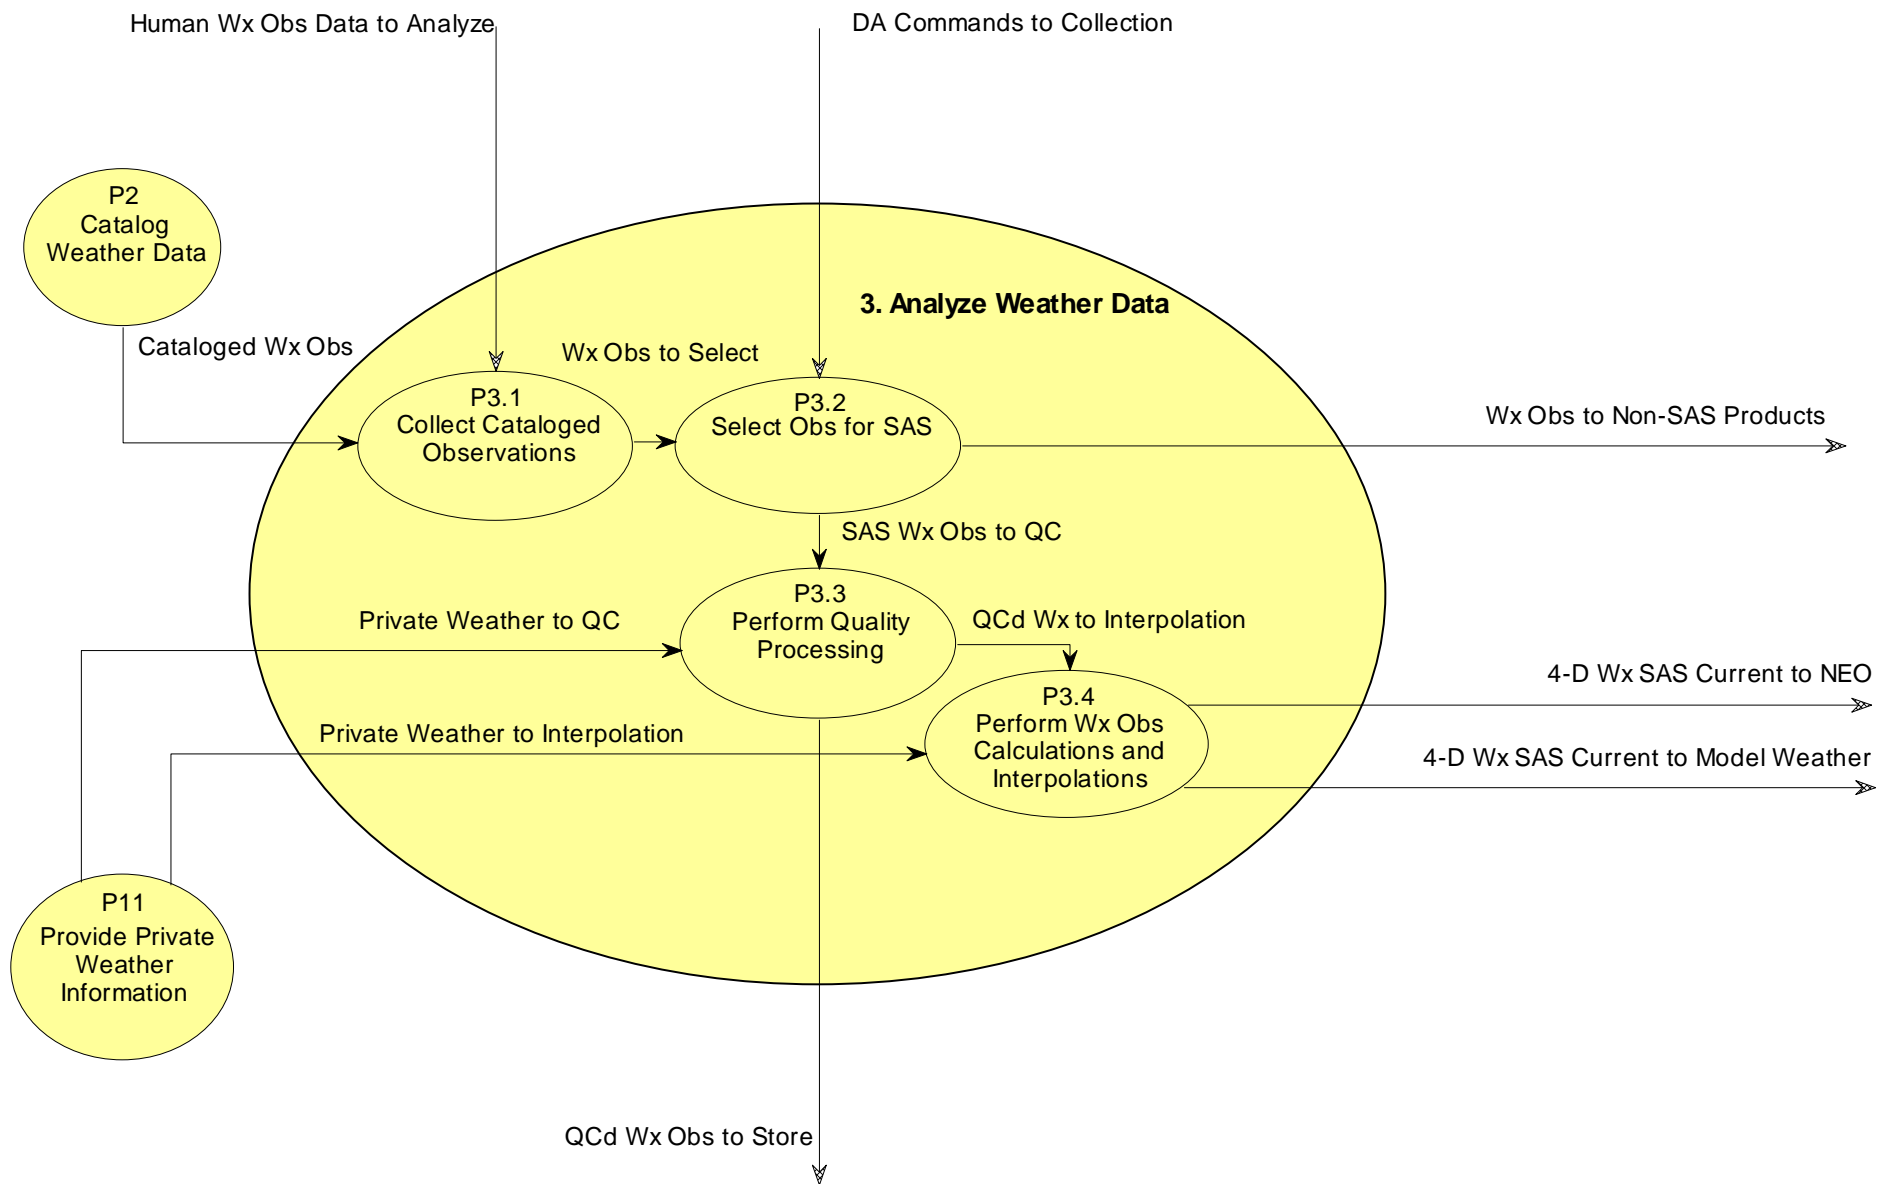 Human Wx Obs Data to Analyze
DA Commands to Collection
P2
Catalog
Weather Data
3. Analyze Weather Data
Cataloged Wx Obs
Wx Obs to Select
P3.1
Collect Cataloged
Observations
P3.2
Select Obs for SAS
Wx Obs to Non-SAS Products
SAS Wx Obs to QC
P3.3
Perform Quality
Processing
Private Weather to QC
QCd Wx to Interpolation
4-D Wx SAS Current to NEO
P3.4
Perform Wx Obs
Calculations and
Interpolations
Private Weather to Interpolation
4-D Wx SAS Current to Model Weather
P11
Provide Private
Weather
Information
QCd Wx Obs to Store